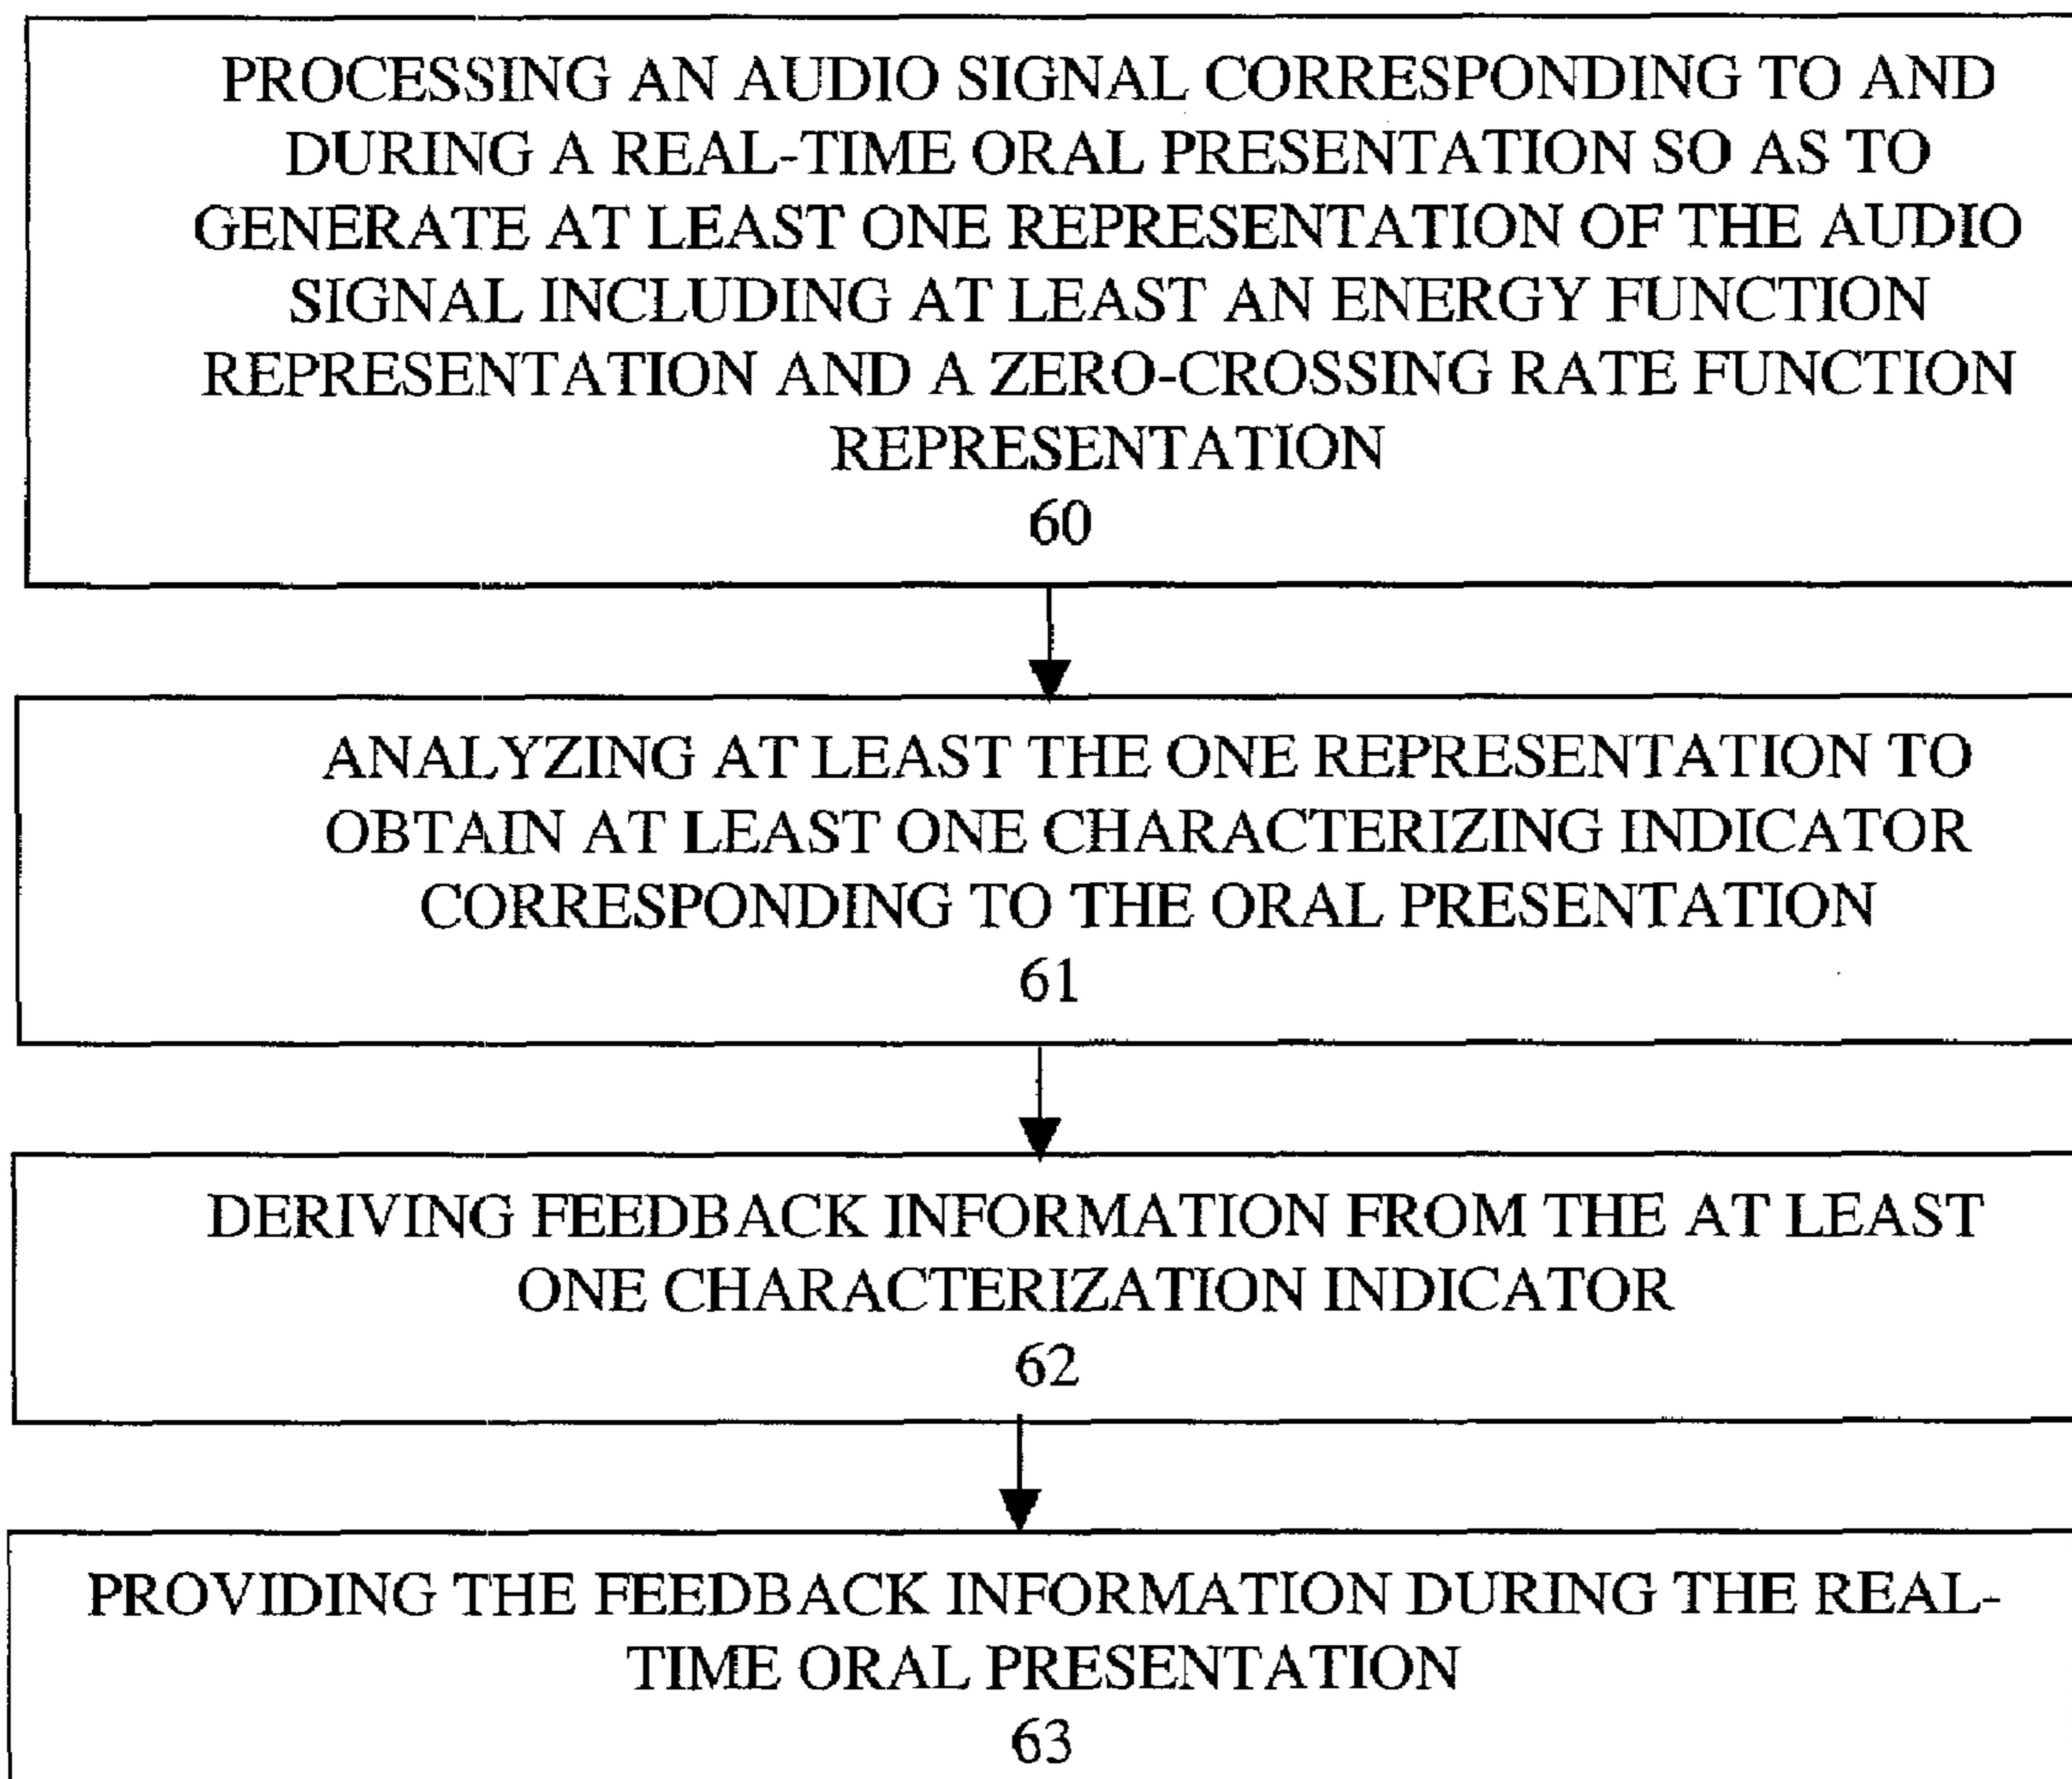 PROCESSING AN AUDIO SIGNAL CORRESPONDING TO AND
DURING A REAL-TIME ORAL PRESENTATION SO AS TO
GENERATE AT LEAST ONE REPRESENTATION OF THE AUDIO
SIGNAL INCLUDING AT LEAST AN ENERGY FUNCTION
REPRESENTATION AND A ZERO-CROSSING RATE FUNCTION
REPRESENTATION
60
ANALYZING AT LEAST THE ONE REPRESENTATION TO
OBTAIN AT LEAST ONE CHARACTERIZING INDICATOR
CORRESPONDING TO THE ORAL PRESENTATION
61
DERIVING FEEDBACK INFORMATION FROM THE AT LEAST
ONE CHARACTERIZATION INDICATOR
62
PROVIDING THE FEEDBACK INFORMATION DURING THE REAL-
TIME ORAL PRESENTATION
63